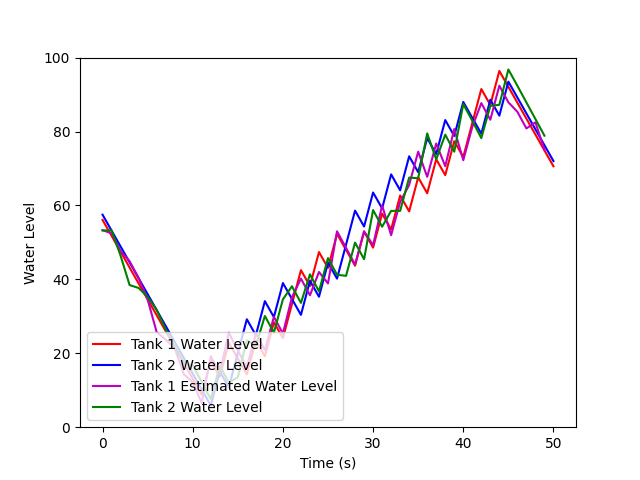 100
80
60
40
20
0
Water Level
Tank 1 Water Level
Tank 2 Water Level
Tank 1 Estimated Water Level
Tank 2 Water Level
0 10 20 30 40 50
Time (s)